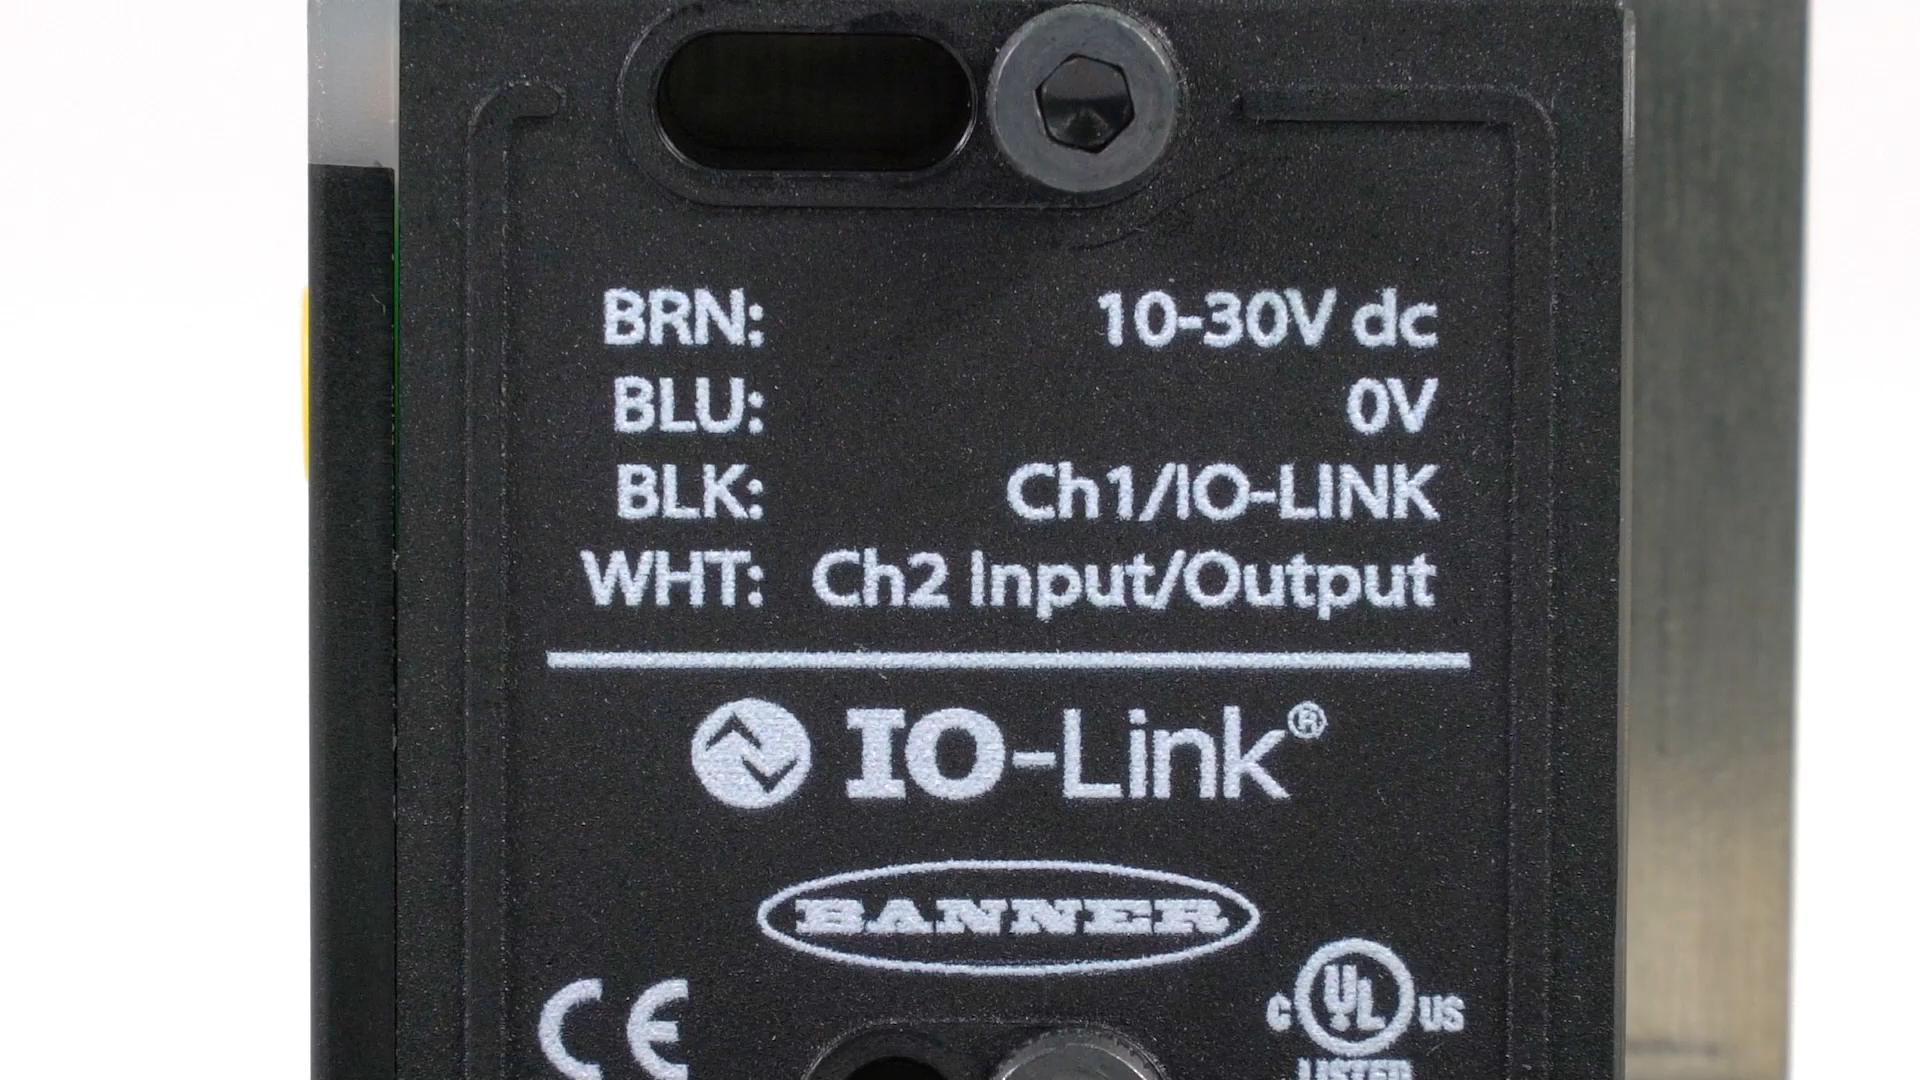 BRN: 10-30V dc
BLU: 0V
BLK: Ch1/IO-LINK
WHT: Ch2 Input/Output
IO-Link®
BANNER
CE
C UL US
LISTED